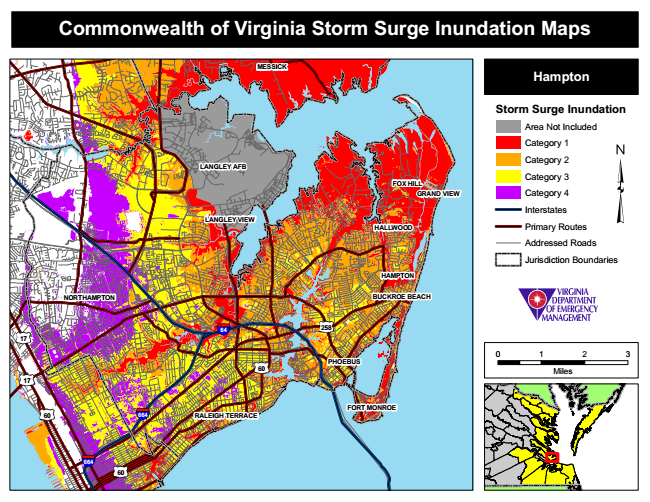 Commonwealth of Virginia Storm Surge Inundation Maps
MESSICK
LANGLEY AFB
FOX HILL
GRAND VIEW
LANGLEY VIEW
HALLWOOD
HAMPTON
NORTHAMPTON
BUCKROE BEACH
64
258
17
PHOEBUS
60
17
FORT MONROE
60
664
RALEIGH TERRACE
664
60
Hampton
Storm Surge Inundation
Area Not Included
Category 1
Category 2
Category 3
Category 4
Interstates
Primary Routes
Addressed Roads
Jurisdiction Boundaries
N
VIRGINIA
DEPARTMENT
OF EMERGENCY
MANAGEMENT
0 1 2 3
Miles